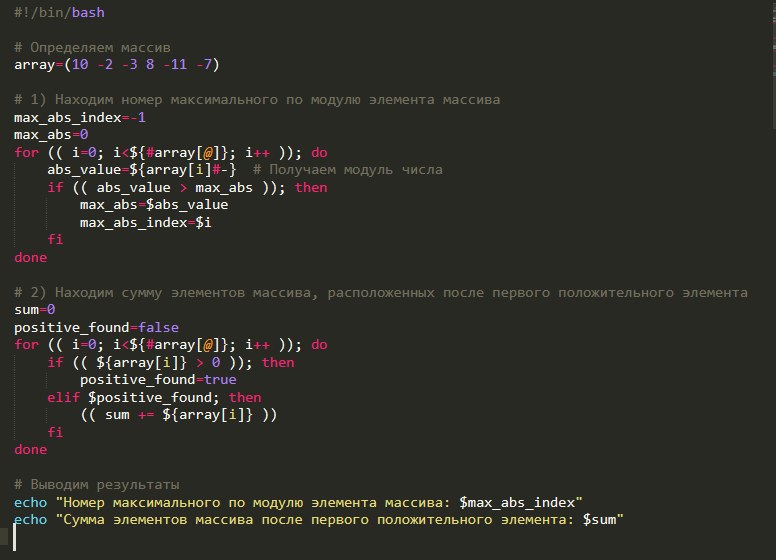 #!/bin/bash
# Определяем массив
array=(10 -2 -3 8 -11 -7)
# 1) Находим номер максимального по модулю элемента массива
max_abs_index=-1
max_abs=0
for (( i=0; i<${#array[@]}; i++ )); do
    abs_value=${array[i]#-}  # Получаем модуль числа
    if (( abs_value > max_abs )); then
        max_abs=$abs_value
        max_abs_index=$i
    fi
done
# 2) Находим сумму элементов массива, расположенных после первого положительного элемента
sum=0
positive_found=false
for (( i=0; i<${#array[@]}; i++ )); do
    if (( ${array[i]} > 0 )); then
        positive_found=true
    elif $positive_found; then
        (( sum += ${array[i]} ))
    fi
done
# Выводим результаты
echo "Номер максимального по модулю элемента массива: $max_abs_index"
echo "Сумма элементов массива после первого положительного элемента: $sum"